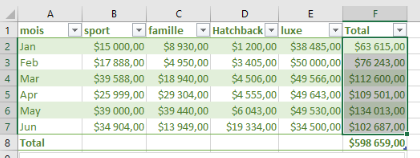 A B C D E F
1 mois sport famille Hatchback luxe Total
2 Jan $15 000,00 $8 930,00 $1 200,00 $38 485,00 $63 615,00
3 Feb $17 888,00 $4 950,00 $3 405,00 $50 000,00 $76 243,00
4 Mar $39 588,00 $18 940,00 $4 506,00 $49 566,00 $112 600,00
5 Apr $25 999,00 $29 304,00 $4 555,00 $49 643,00 $109 501,00
6 May $39 000,00 $39 440,00 $6 043,00 $49 530,00 $134 013,00
7 Jun $34 904,00 $13 949,00 $19 334,00 $34 500,00 $102 687,00
8 Total $598 659,00